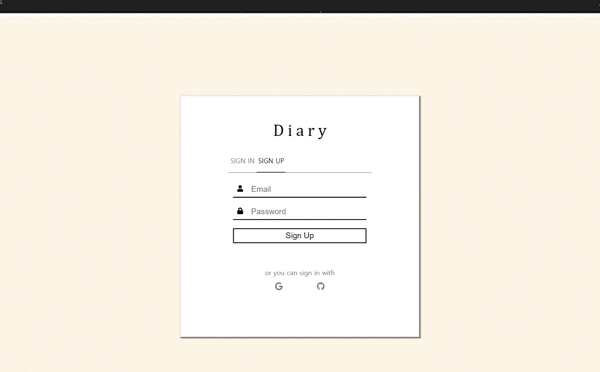 Diary
SIGN IN SIGN UP
Email
Password
Sign Up
or you can sign in with